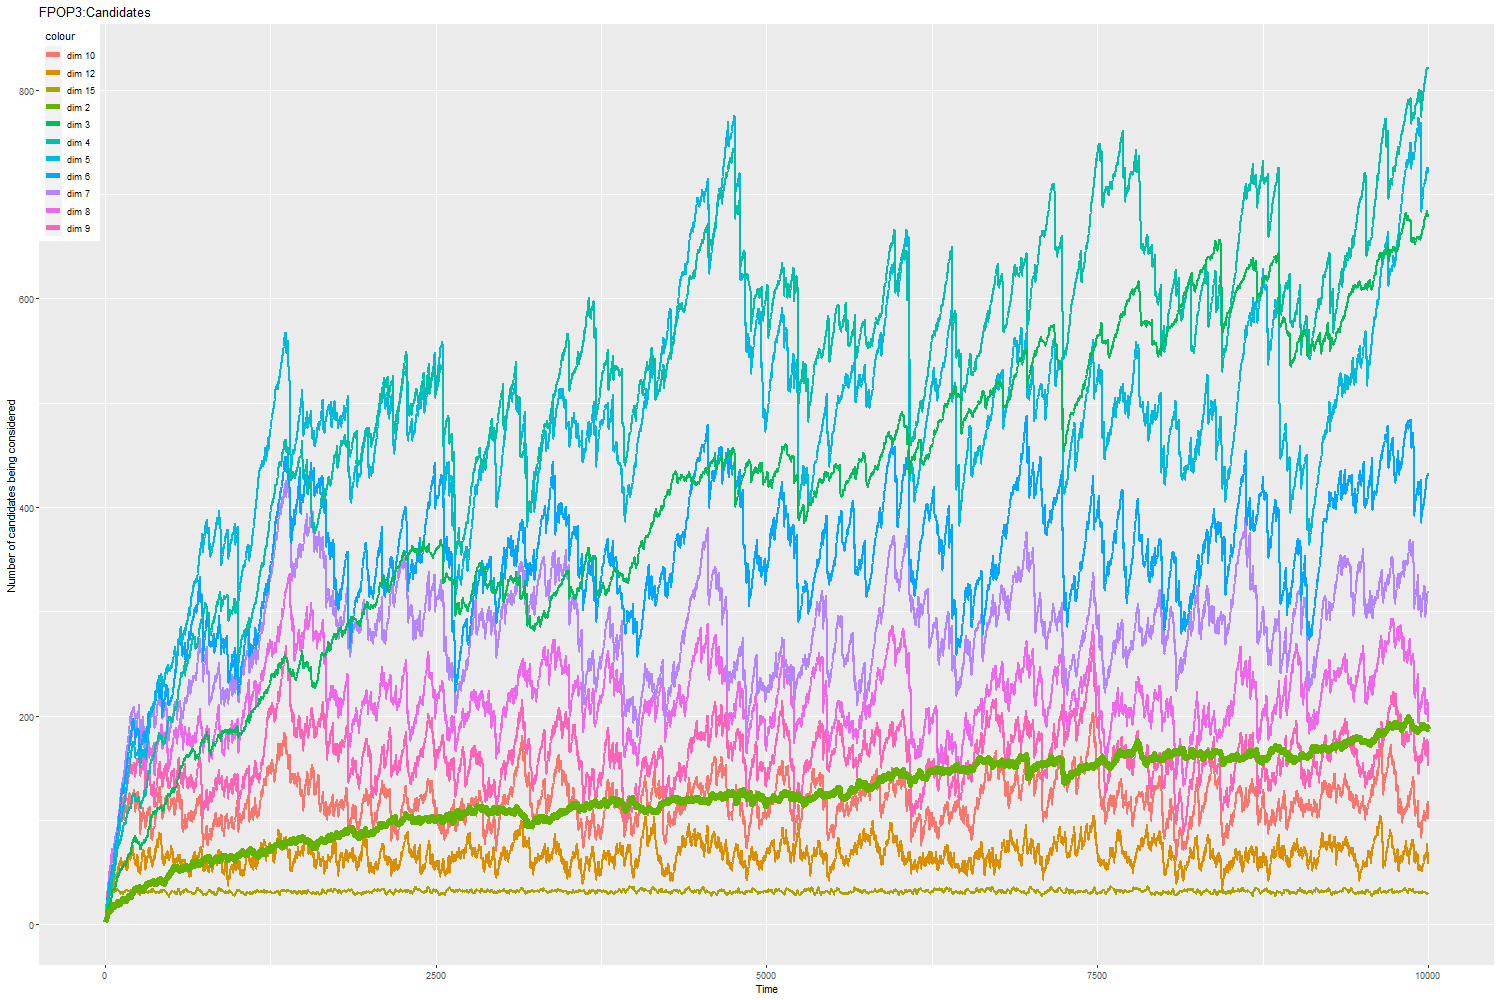 FPOP3:Candidates
colour
dim 10
dim 12
dim 15
dim 2
dim 3
dim 4
dim 5
dim 6
dim 7
dim 8
dim 9
Number of candidates being considered
800
600
400
200
0
0 2500 5000 7500 10000
Time